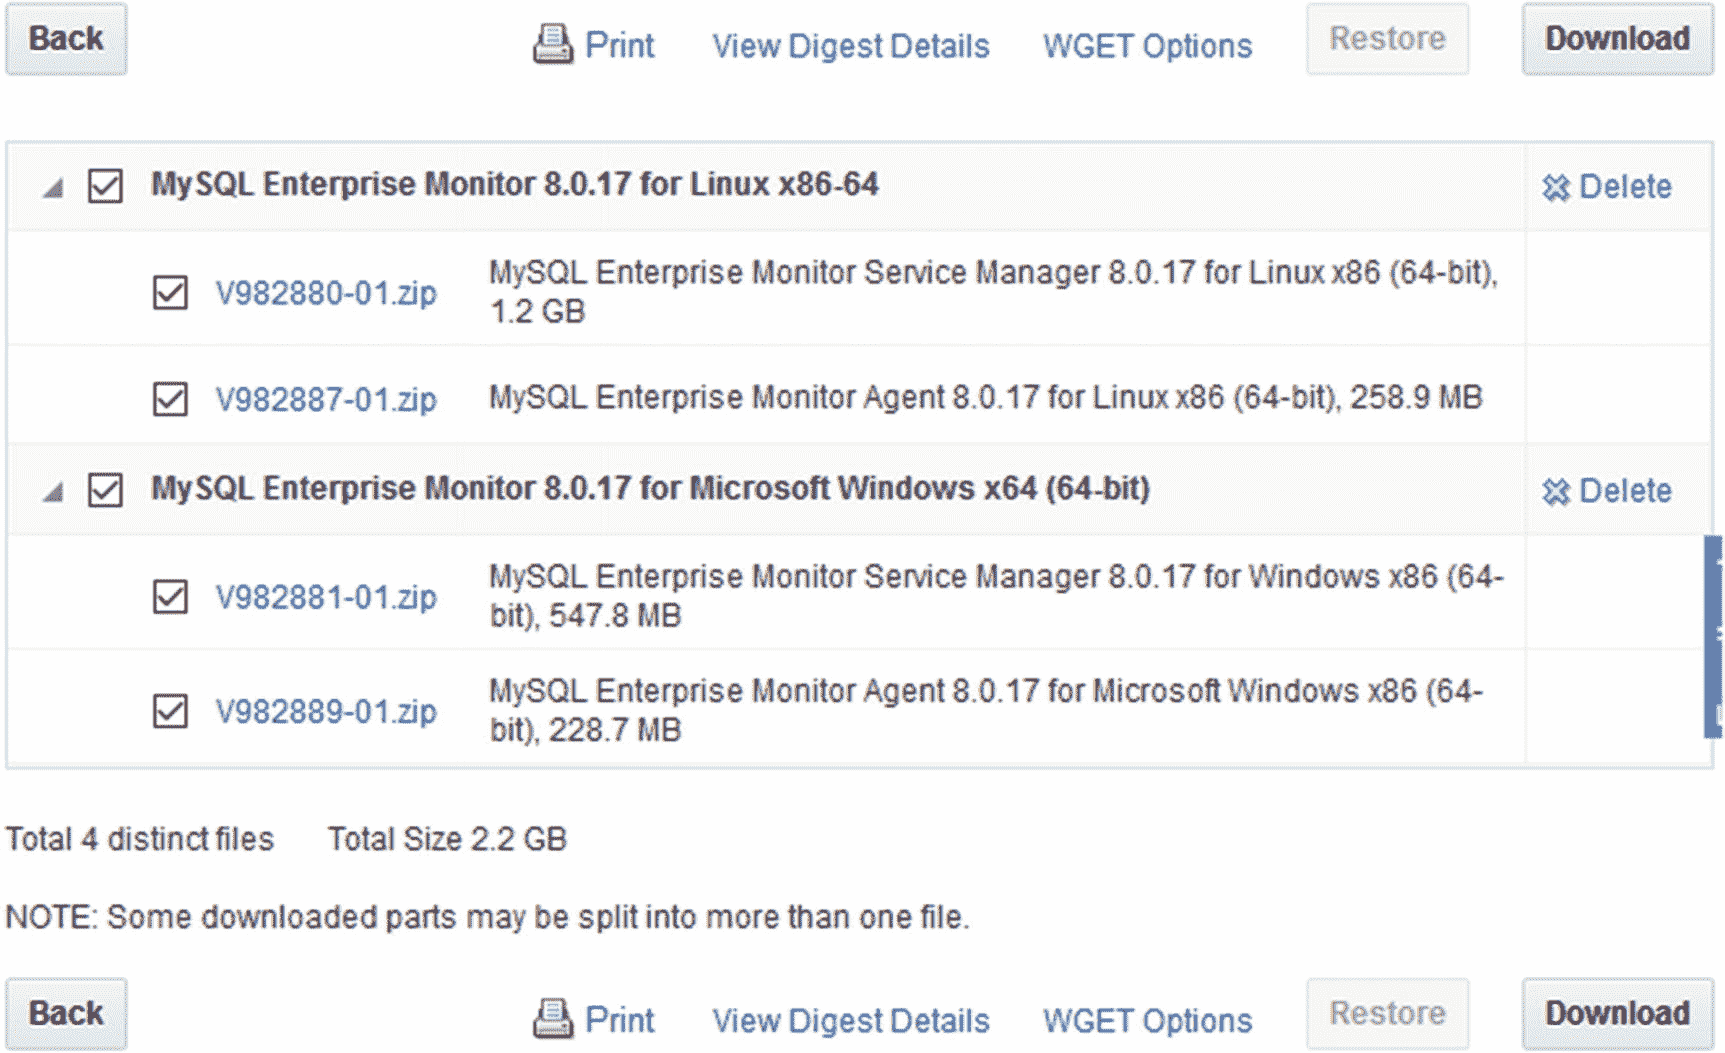 Back Print View Digest Details WGET Options Restore Download
MySQL Enterprise Monitor 8.0.17 for Linux x86-64 Delete
V982880-01.zip MySQL Enterprise Monitor Service Manager 8.0.17 for Linux x86 (64-bit),
1.2 GB
V982887-01.zip MySQL Enterprise Monitor Agent 8.0.17 for Linux x86 (64-bit), 258.9 MB
MySQL Enterprise Monitor 8.0.17 for Microsoft Windows x64 (64-bit) Delete
V982881-01.zip MySQL Enterprise Monitor Service Manager 8.0.17 for Windows x86 (64-
bit), 547.8 MB
V982889-01.zip MySQL Enterprise Monitor Agent 8.0.17 for Microsoft Windows x86 (64-
bit), 228.7 MB
Total 4 distinct files Total Size 2.2 GB
NOTE: Some downloaded parts may be split into more than one file.
Back Print View Digest Details WGET Options Restore Download